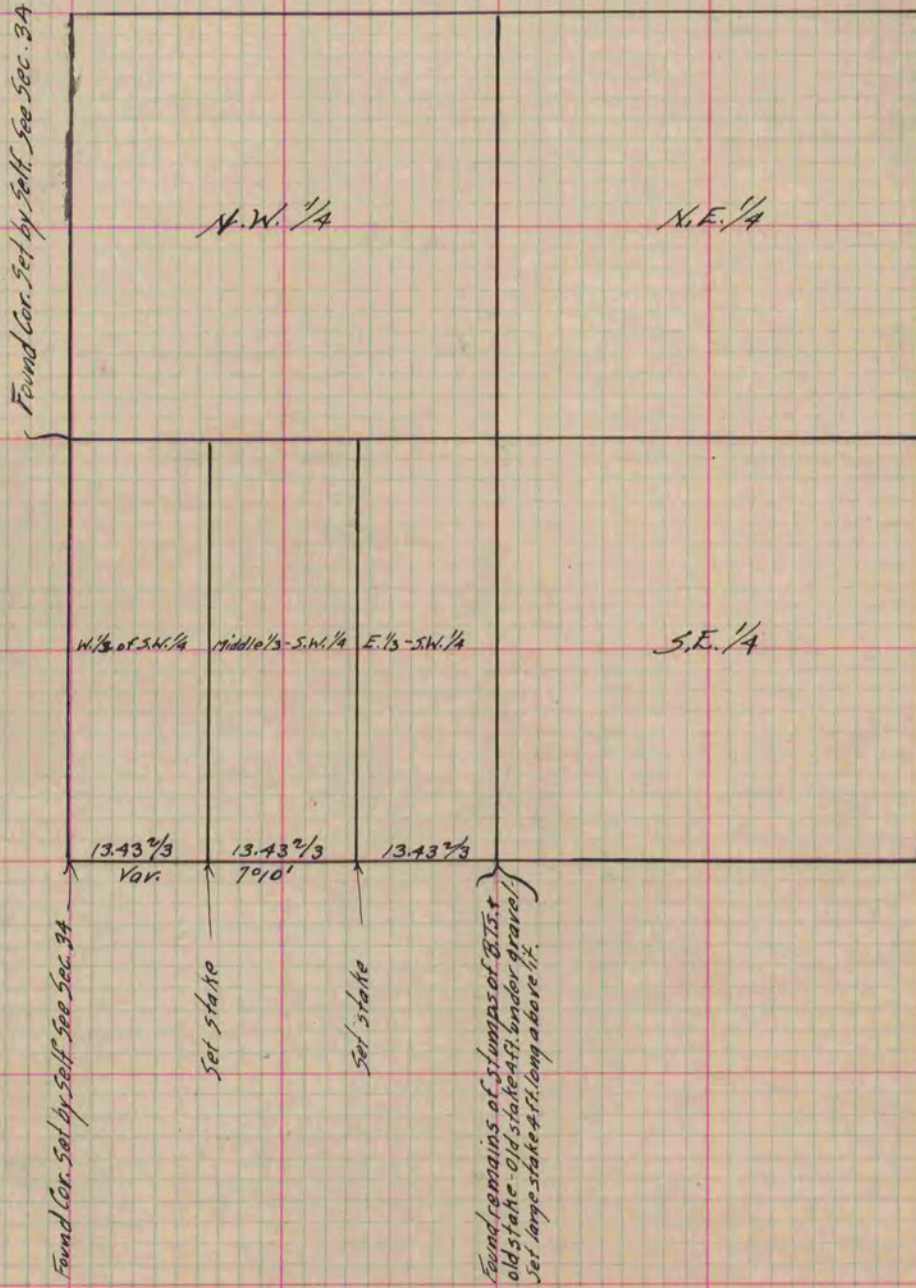 Found Cor. Set by Self. See Sec. 34
N.W. 1/4
N.E. 1/4
W. 1/3 of S.W. 1/4
Middle 1/3 - S.W. 1/4
E. 1/3 - S.W. 1/4
S.E. 1/4
13.43 2/3
13.43 2/3
13.43 2/3
Var.
7°10'
Found Cor. Set by Self See Sec. 34
Set stake
Set stake
Found remains of stumps of B.Ts. &
old stake - old stake 4 ft. under gravel -
Set large stake 4 ft. long above it.